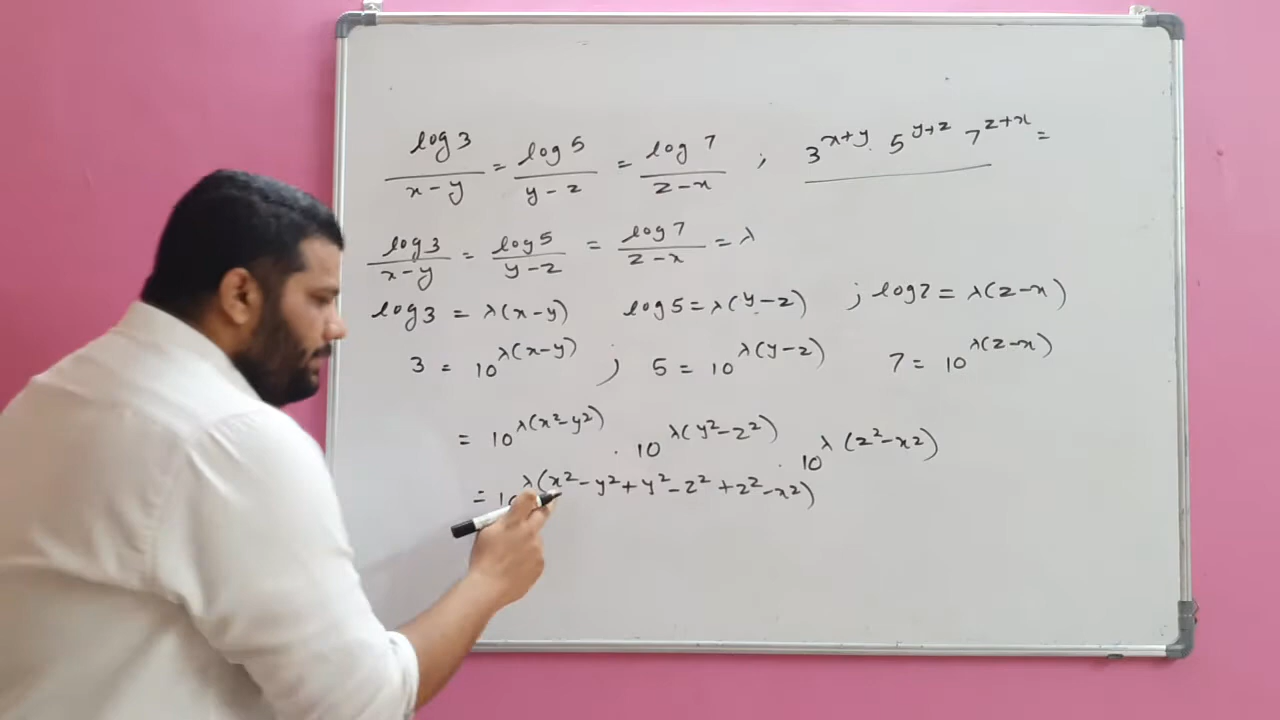 log 3 / x - y = log 5 / y - z = log 7 / z - x ; 3^(x+y) . 5^(y+z) 7^(z+x) =
log 3 / x - y = log 5 / y - z = log 7 / z - x = λ
log 3 = λ(x-y) log 5 = λ(y-z) ; log 7 = λ(z-x)
3 = 10^λ(x-y) ; 5 = 10^λ(y-z) 7 = 10^λ(z-x)
= 10^λ(x²-y²) . 10^λ(y²-z²) . 10^λ(z²-x²)
= 10^λ(x²-y²+y²-z²+z²-x²)